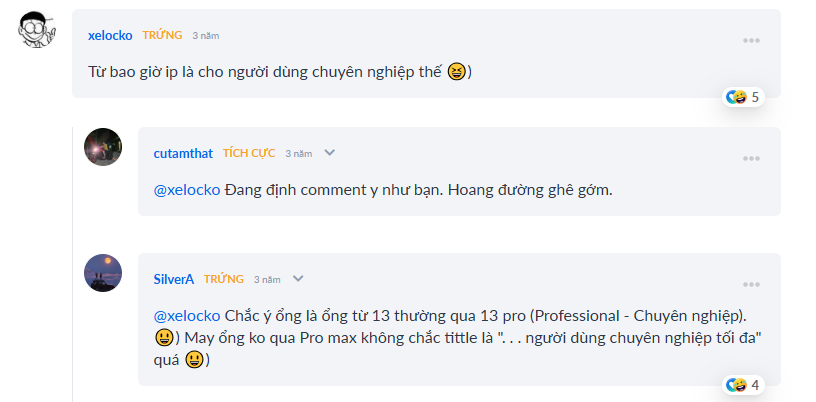 xelocko TRỨNG 3 năm
Từ bao giờ ip là cho người dùng chuyên nghiệp thế 😆)
5
cutamthat TÍCH CỰC 3 năm
@xelocko Đang định comment y như bạn. Hoang đường ghê gớm.
SilverA TRỨNG 3 năm
@xelocko Chắc ý ổng là ổng từ 13 thường qua 13 pro (Professional - Chuyên nghiệp).
😃) May ổng ko qua Pro max không chắc tittle là ". . . người dùng chuyên nghiệp tối đa"
quá 😃)
4